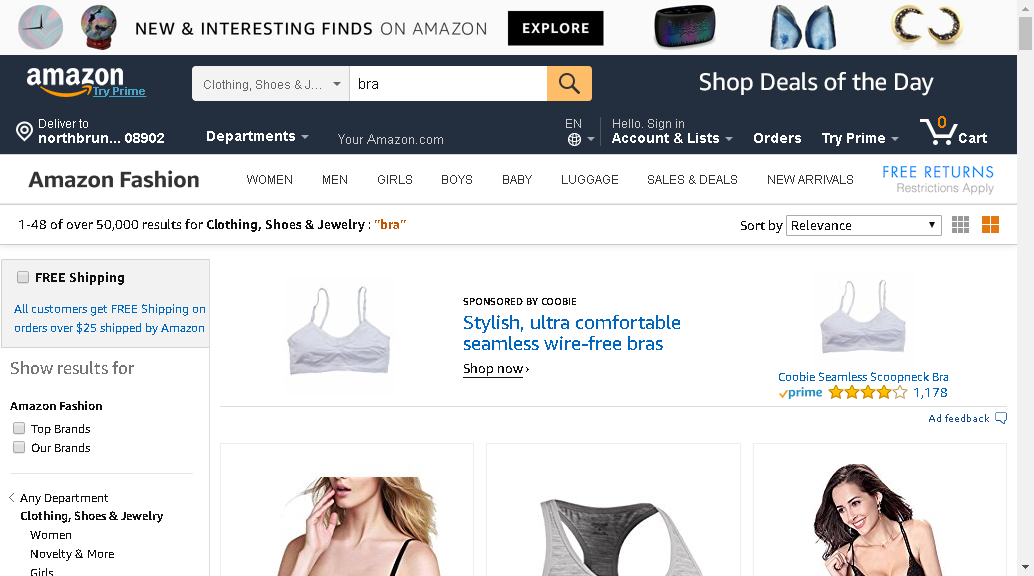 NEW & INTERESTING FINDS ON AMAZON
EXPLORE
amazon
Try Prime
Clothing, Shoes & J...
bra
Shop Deals of the Day
Deliver to
northbrun... 08902
Departments
Your Amazon.com
EN
Hello. Sign in
Account & Lists
Orders
Try Prime
0
Cart
Amazon Fashion
WOMEN
MEN
GIRLS
BOYS
BABY
LUGGAGE
SALES & DEALS
NEW ARRIVALS
FREE RETURNS
Restrictions Apply
1-48 of over 50,000 results for Clothing, Shoes & Jewelry : "bra"
Sort by Relevance
FREE Shipping
All customers get FREE Shipping on
orders over $25 shipped by Amazon
Show results for
Amazon Fashion
Top Brands
Our Brands
Any Department
Clothing, Shoes & Jewelry
Women
Novelty & More
Girls
SPONSORED BY COOBIE
Stylish, ultra comfortable
seamless wire-free bras
Shop now ›
Coobie Seamless Scoopneck Bra
prime 1,178
Ad feedback